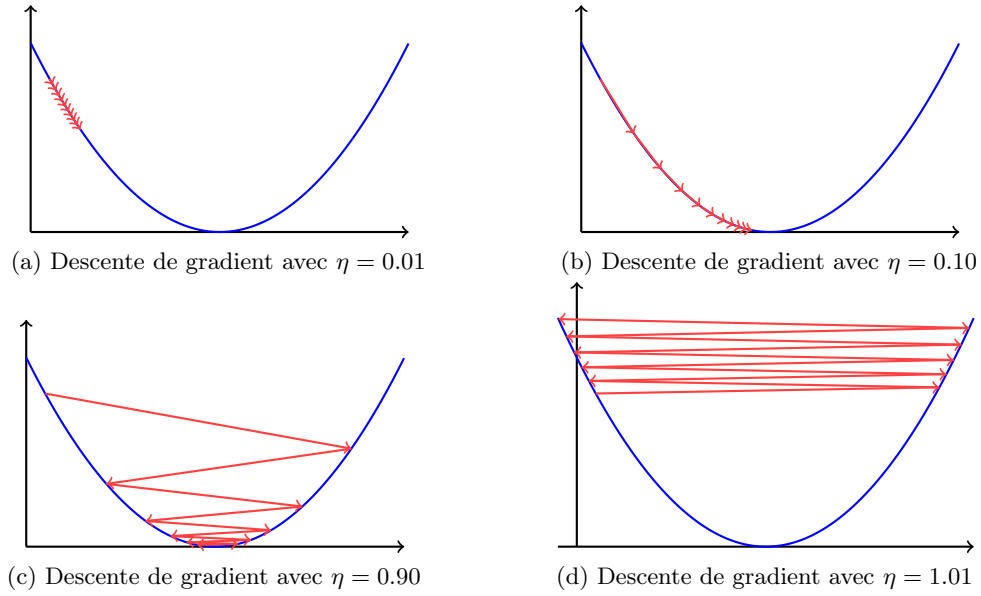 (a) Descente de gradient avec η = 0.01
(b) Descente de gradient avec η = 0.10
(c) Descente de gradient avec η = 0.90
(d) Descente de gradient avec η = 1.01